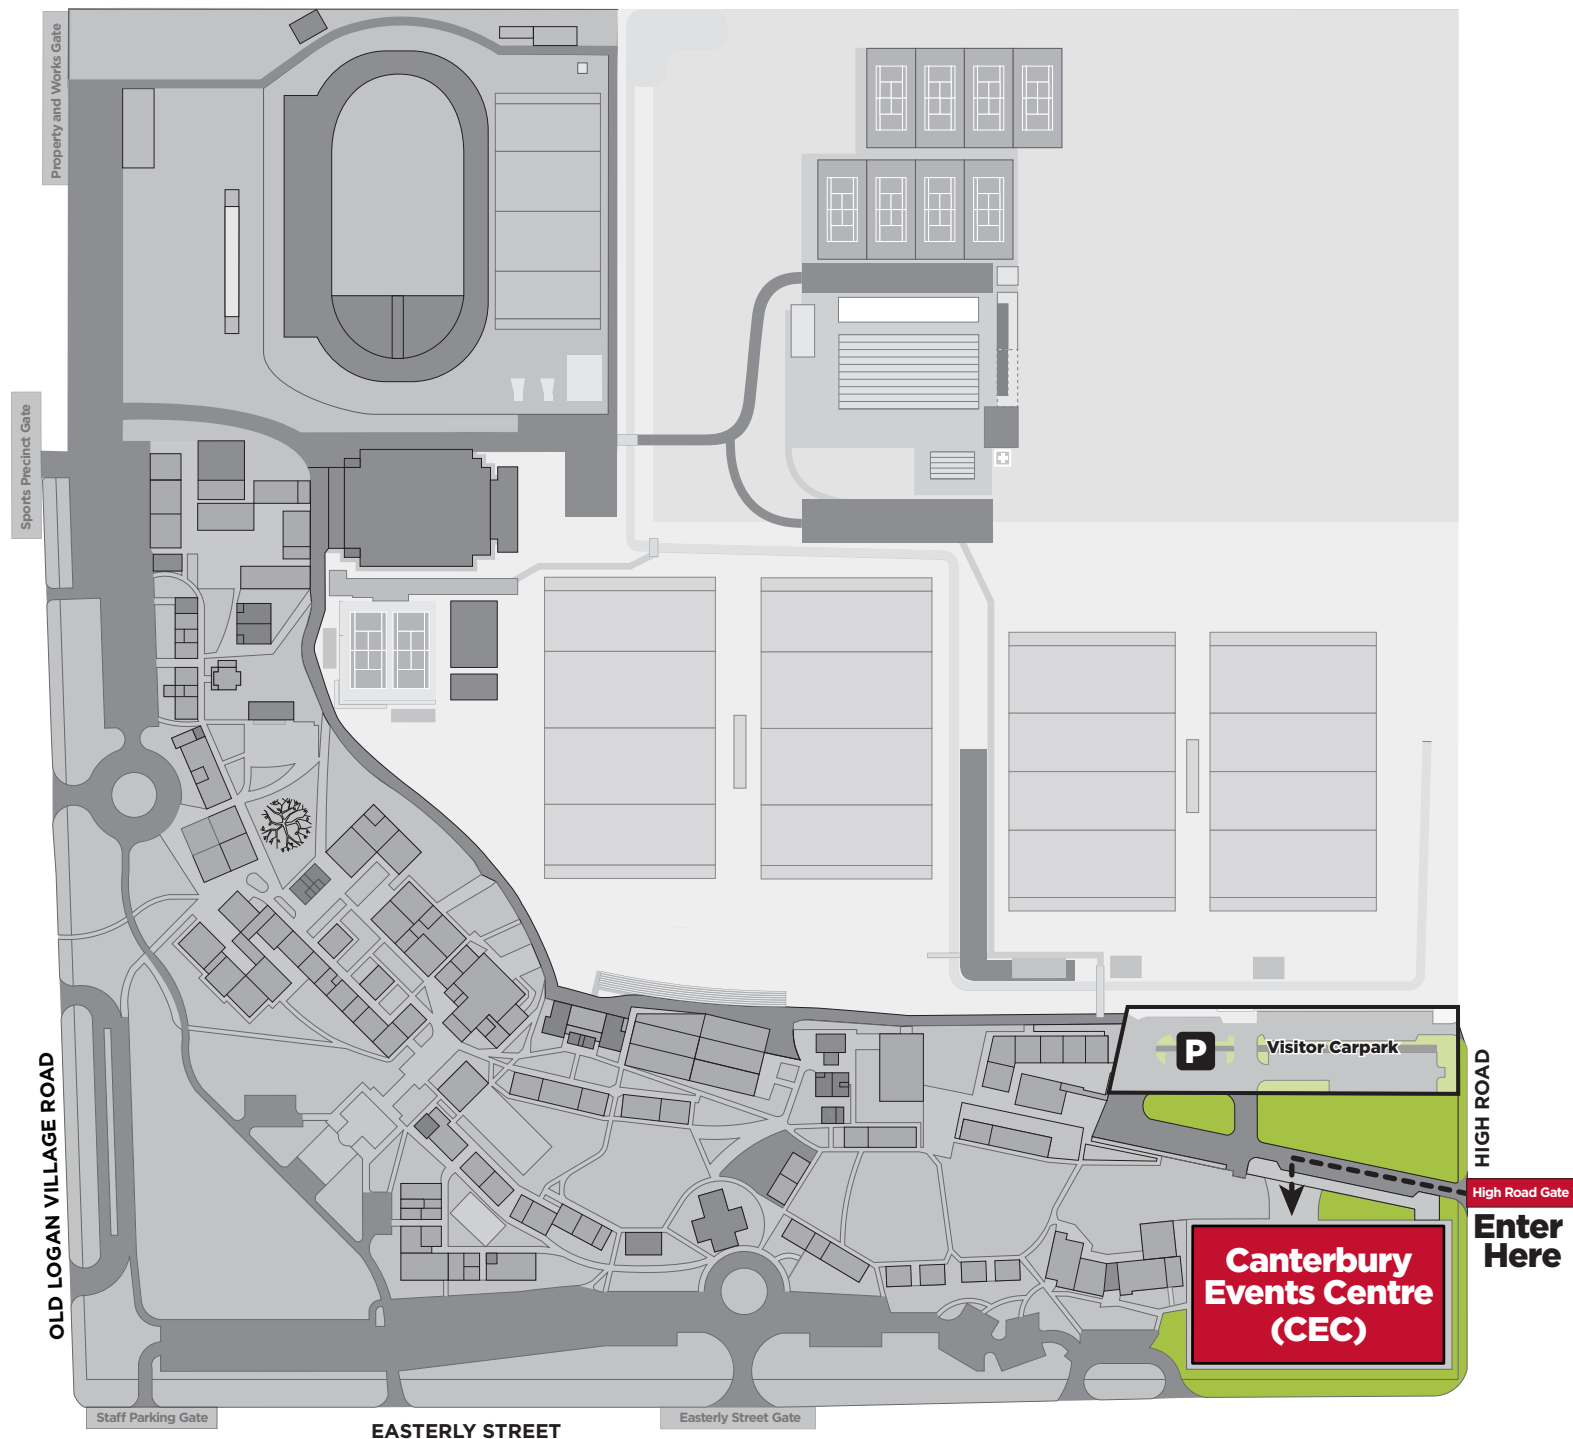 Property and Works Gate
Sports Precinct Gate
P
Visitor Carpark
HIGH ROAD
High Road Gate
Enter
Here
Canterbury
Events Centre
(CEC)
OLD LOGAN VILLAGE ROAD
Staff Parking Gate
Easterly Street Gate
EASTERLY STREET